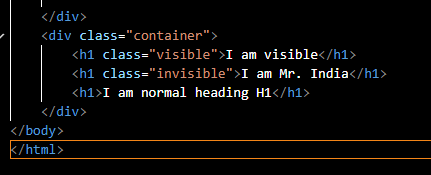 </div>
<div class="container">
<h1 class="visible">I am visible</h1>
<h1 class="invisible">I am Mr. India</h1>
<h1>I am normal heading H1</h1>
</div>
</body>
</html>